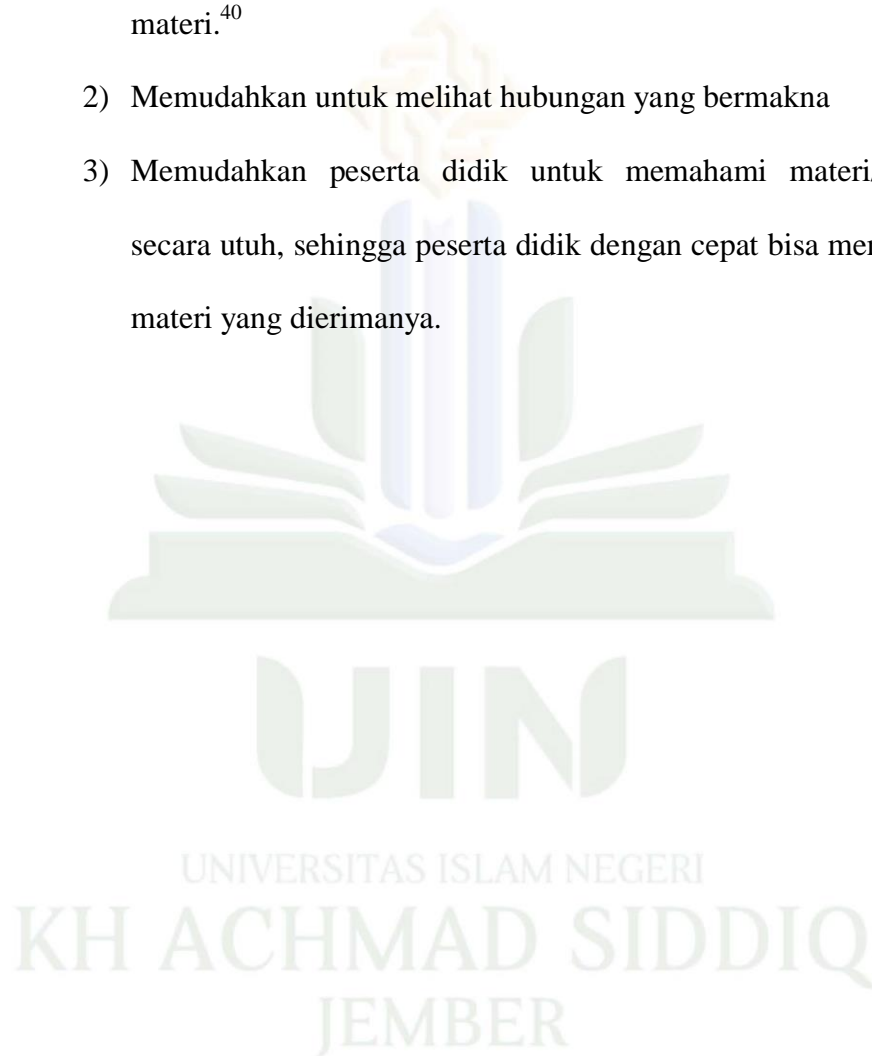 materi.⁴⁰
2) Memudahkan untuk melihat hubungan yang bermakna
3) Memudahkan peserta didik untuk memahami materi
secara utuh, sehingga peserta didik dengan cepat bisa
materi yang dierimanya.
UIN
UNIVERSITAS ISLAM NEGERI
KH ACHMAD SIDDIQ
JEMBER